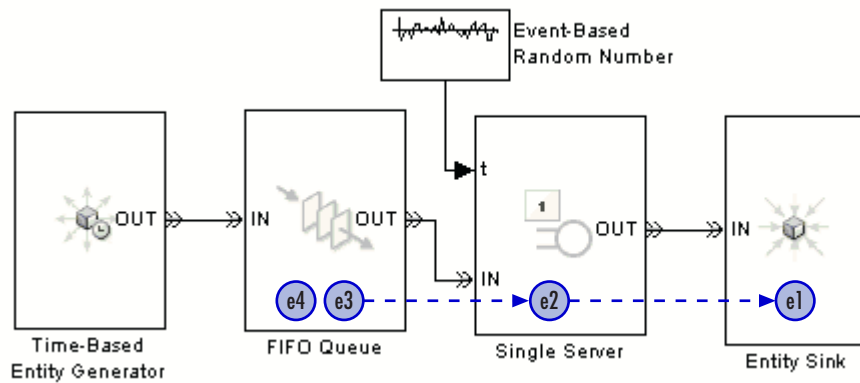 Event-Based
Random Number
t
1
OUT
IN
OUT
OUT
IN
IN
e4
e3
e2
e1
Time-Based
Entity Generator
FIFO Queue
Single Server
Entity Sink